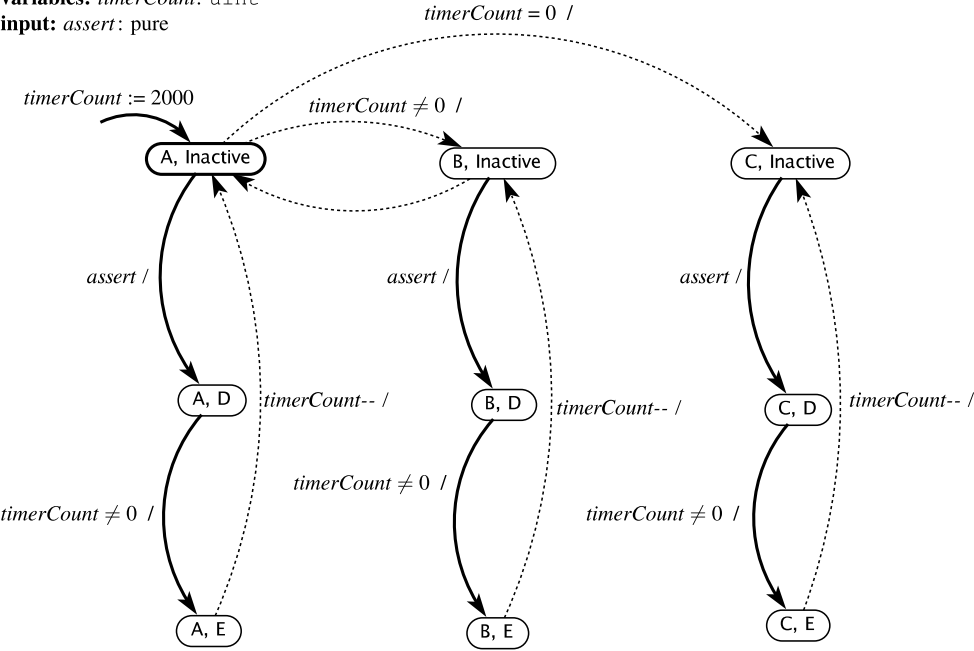 variables: timerCount: uint
input: assert: pure
timerCount = 0 /
timerCount := 2000
timerCount ≠ 0 /
A, Inactive
B, Inactive
C, Inactive
assert /
assert /
assert /
A, D
B, D
C, D
timerCount-- /
timerCount-- /
timerCount-- /
timerCount ≠ 0 /
timerCount ≠ 0 /
timerCount ≠ 0 /
A, E
B, E
C, E